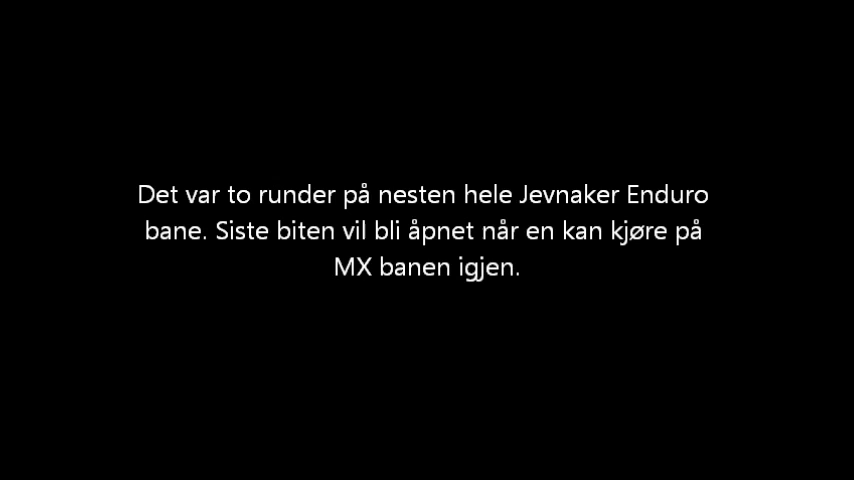 Det var to runder på nesten hele Jevnaker Enduro
bane. Siste biten vil bli åpnet når en kan kjøre på
MX banen igjen.